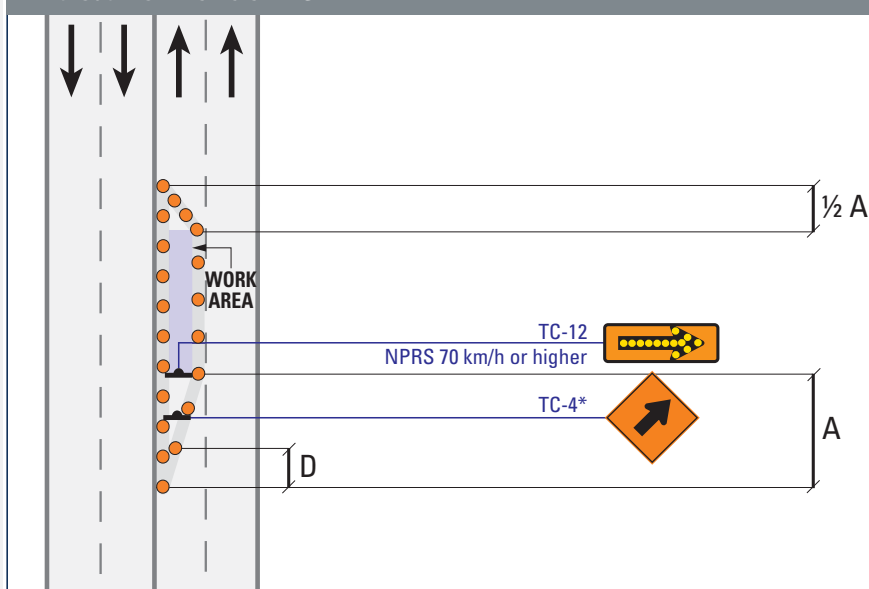 ½ A
WORK
AREA
TC-12
NPRS 70 km/h or higher
TC-4*
A
D